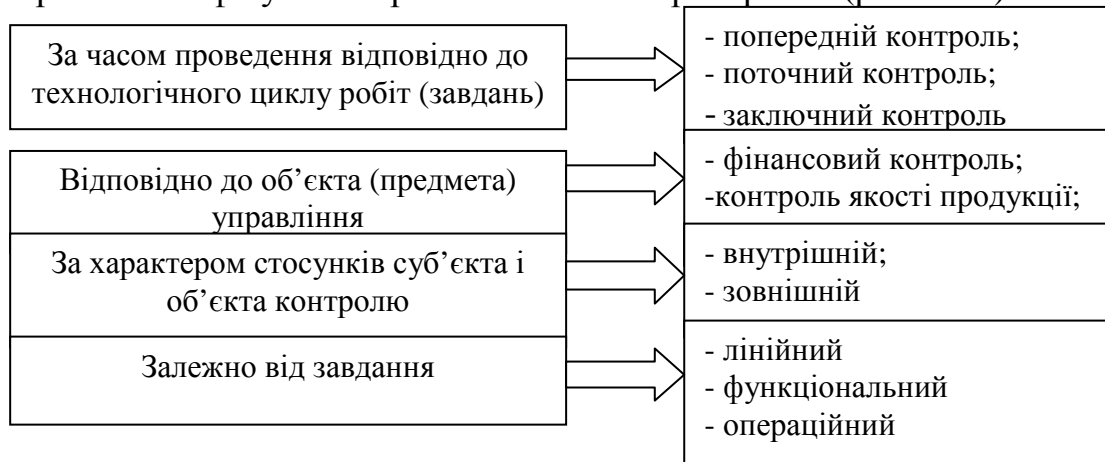 За часом проведення відповідно до
технологічного циклу робіт (завдань)
- попередній контроль;
- поточний контроль;
- заключний контроль
Відповідно до об’єкта (предмета)
управління
- фінансовий контроль;
-контроль якості продукції;
За характером стосунків суб’єкта і
об’єкта контролю
- внутрішній;
- зовнішній
Залежно від завдання
- лінійний
- функціональний
- операційний